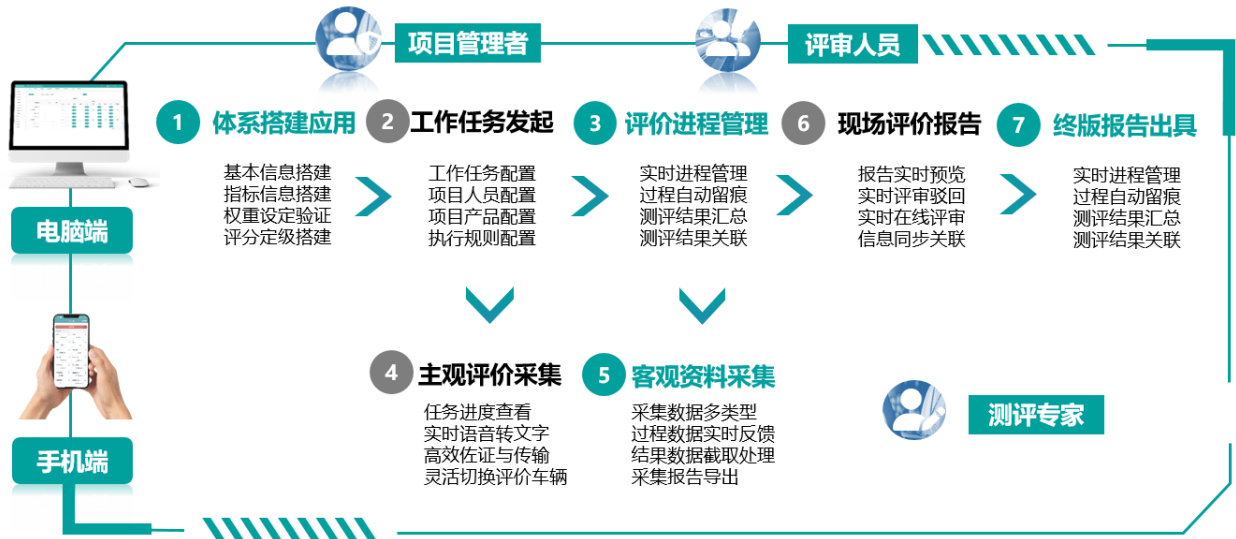 项目管理者
评审人员
1 体系搭建应用
基本信息搭建
指标信息搭建
权重设定验证
评分定级搭建
2 工作任务发起
工作任务配置
项目人员配置
项目产品配置
执行规则配置
3 评价进程管理
实时进程管理
过程自动留痕
测评结果汇总
测评结果关联
6 现场评价报告
报告实时预览
实时评审驳回
实时在线评审
信息同步关联
7 终版报告出具
实时进程管理
过程自动留痕
测评结果汇总
测评结果关联
电脑端
4 主观评价采集
任务进度查看
实时语音转文字
高效佐证与传输
灵活切换评价车辆
5 客观资料采集
采集数据多类型
过程数据实时反馈
结果数据截取处理
采集报告导出
测评专家
手机端